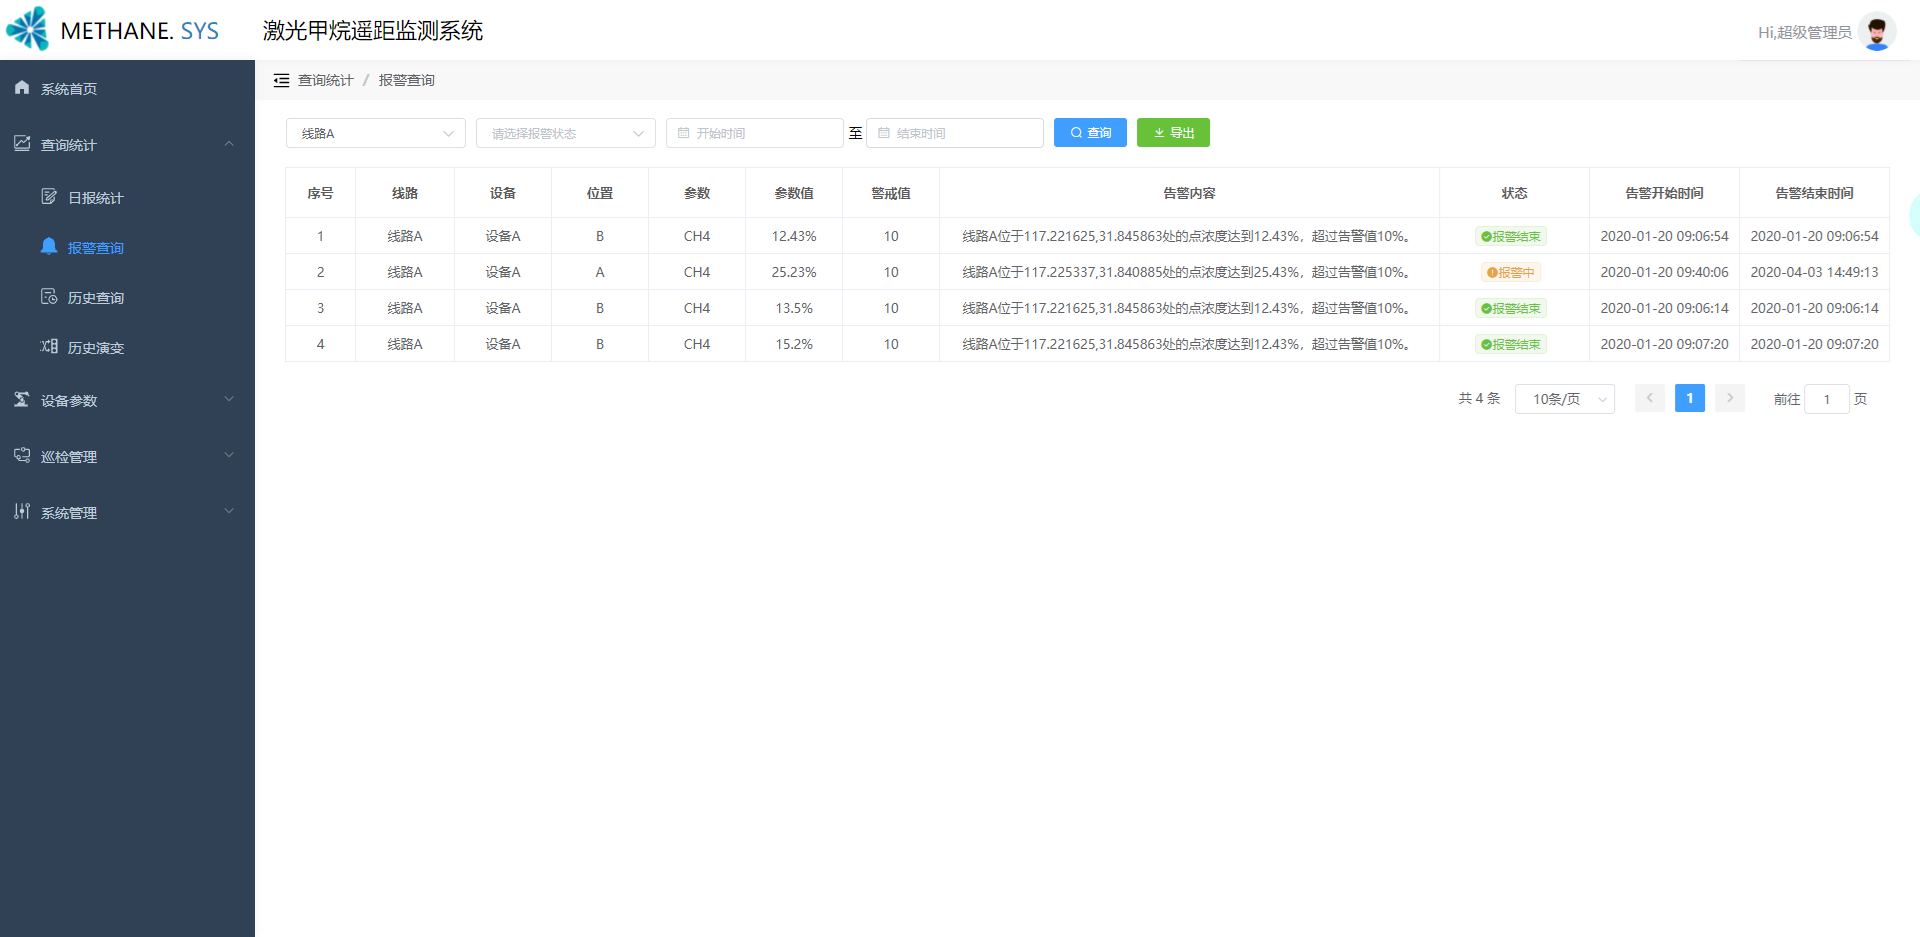 METHANE. SYS
激光甲烷遥距监测系统
Hi,超级管理员
系统首页
查询统计
日报统计
报警查询
历史查询
历史演变
设备参数
巡检管理
系统管理
查询统计 / 报警查询
线路A 请选择报警状态 开始时间 至 结束时间 查询 导出
序号 线路 设备 位置 参数 参数值 警戒值 告警内容 状态 告警开始时间 告警结束时间
1 线路A 设备A B CH4 12.43% 10 线路A位于117.221625,31.845863处的点浓度达到12.43%，超过告警值10%。 报警结束 2020-01-20 09:06:54 2020-01-20 09:06:54
2 线路A 设备A A CH4 25.23% 10 线路A位于117.225337,31.840885处的点浓度达到25.43%，超过告警值10%。 报警中 2020-01-20 09:40:06 2020-04-03 14:49:13
3 线路A 设备A B CH4 13.5% 10 线路A位于117.221625,31.845863处的点浓度达到12.43%，超过告警值10%。 报警结束 2020-01-20 09:06:14 2020-01-20 09:06:14
4 线路A 设备A B CH4 15.2% 10 线路A位于117.221625,31.845863处的点浓度达到12.43%，超过告警值10%。 报警结束 2020-01-20 09:07:20 2020-01-20 09:07:20
共 4 条 10条/页 1 前往 1 页